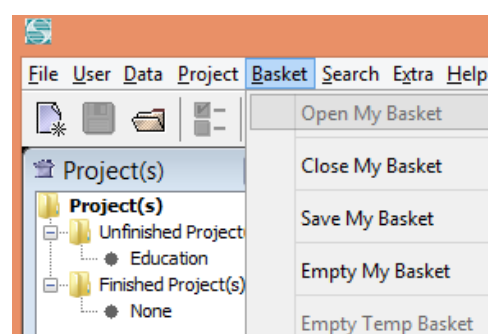 File User Data Project Basket Search Extra Help
Open My Basket
Close My Basket
Save My Basket
Empty My Basket
Empty Temp Basket
Project(s)
Project(s)
Unfinished Project
Education
Finished Project(s)
None